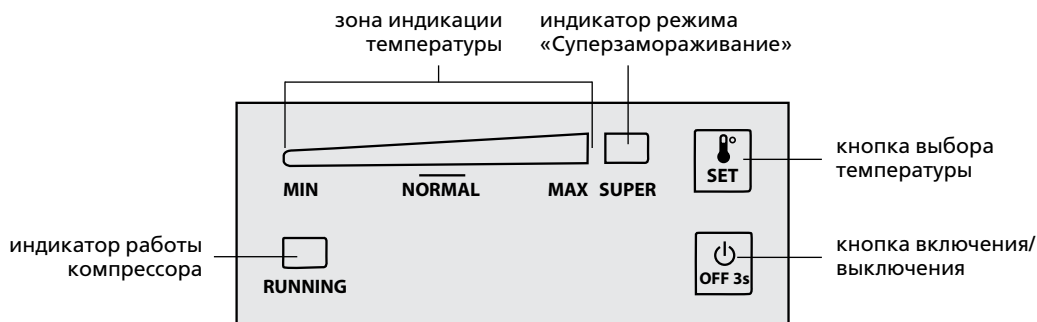 зона индикации
температуры
индикатор режима
«Суперзамораживание»
MIN
NORMAL
MAX
SUPER
SET
кнопка выбора
температуры
индикатор работы
компрессора
RUNNING
OFF 3s
кнопка включения/
выключения